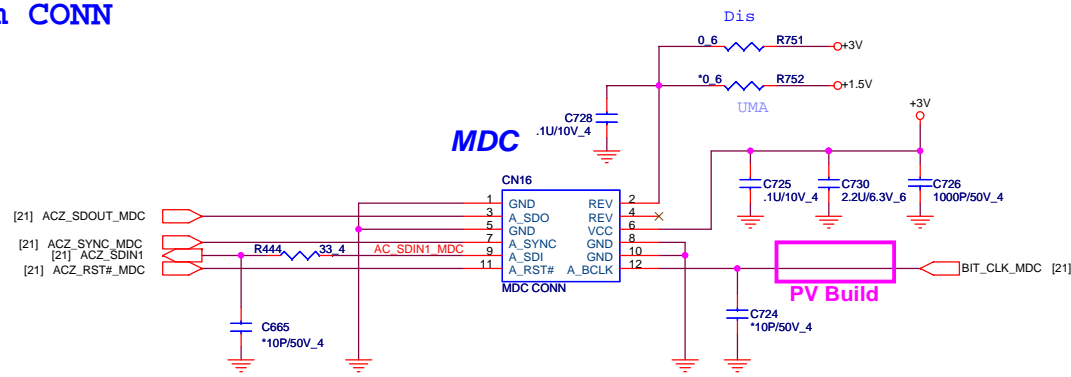 CONN
Dis
0_6 R751 +3V
*0_6 R752 +1.5V
UMA
C728
.1U/10V_4
+3V
MDC
CN16
C725
.1U/10V_4
C730
2.2U/6.3V_6
C726
1000P/50V_4
1 GND REV 2
[21] ACZ_SDOUT_MDC 3 A_SDO REV 4
5 GND VCC 6
[21] ACZ_SYNC_MDC 7 A_SYNC GND 8
[21] ACZ_SDIN1 R444 33_4 AC_SDIN1_MDC 9 A_SDI GND 10
[21] ACZ_RST#_MDC 11 A_RST# A_BCLK 12 BIT_CLK_MDC [21]
MDC CONN
PV Build
C665
*10P/50V_4
C724
*10P/50V_4